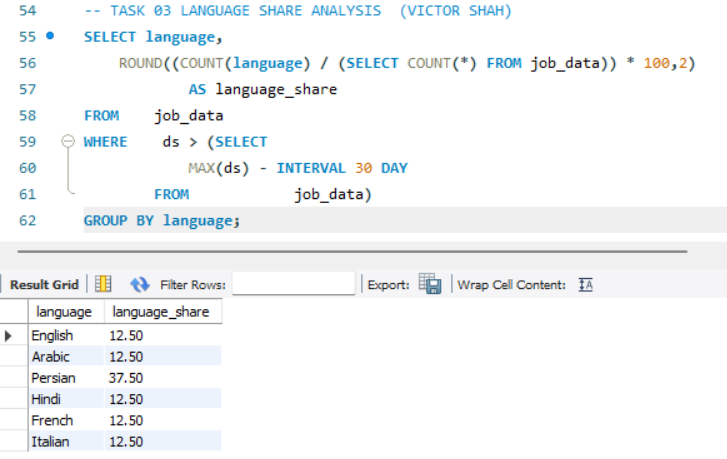 54 -- TASK 03 LANGUAGE SHARE ANALYSIS (VICTOR SHAH)
55 SELECT language,
56 ROUND((COUNT(language) / (SELECT COUNT(*) FROM job_data)) * 100,2)
57 AS language_share
58 FROM job_data
59 WHERE ds > (SELECT
60 MAX(ds) - INTERVAL 30 DAY
61 FROM job_data)
62 GROUP BY language;
Result Grid Filter Rows: Export: Wrap Cell Content: IA
language language_share
English 12.50
Arabic 12.50
Persian 37.50
Hindi 12.50
French 12.50
Italian 12.50